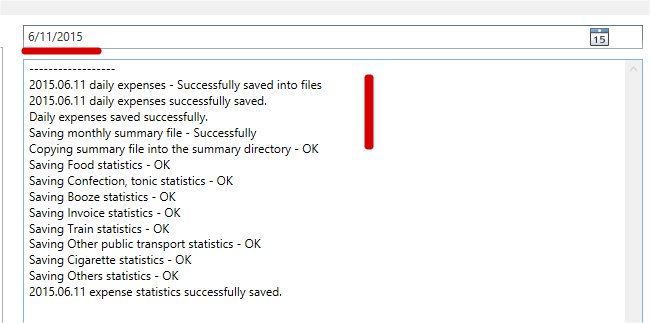 6/11/2015
15
------------------
2015.06.11 daily expenses - Successfully saved into files
2015.06.11 daily expenses successfully saved.
Daily expenses saved successfully.
Saving monthly summary file - Successfully
Copying summary file into the summary directory - OK
Saving Food statistics - OK
Saving Confection, tonic statistics - OK
Saving Booze statistics - OK
Saving Invoice statistics - OK
Saving Train statistics - OK
Saving Other public transport statistics - OK
Saving Cigarette statistics - OK
Saving Others statistics - OK
2015.06.11 expense statistics successfully saved.